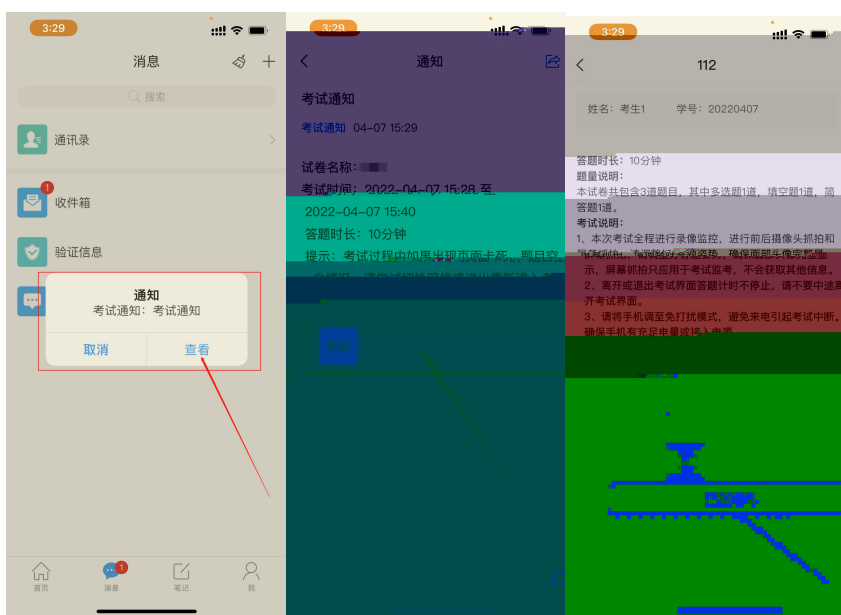 3:29
消息
搜索
通讯录
1
收件箱
验证信息
通知
考试通知：考试通知
取消
查看
首页
1
消息
笔记
我
3:29
通知
考试通知
考试通知 04-07 15:29
试卷名称：
考试时间：2022-04-07 15:28 至
2022-04-07 15:40
答题时长：10分钟
提示：考试过程中如果出现页面卡死、题目空
3:29
112
姓名：考生1 学号：20220407
答题时长：10分钟
题量说明：
本试卷共包含3道题目，其中多选题1道，填空题1道，简
答题1道。
考试说明：
1、本次考试全程进行录像监控，进行前后摄像头抓拍和
示，屏幕抓拍只应用于考试监考，不会获取其他信息。
2、离开或退出考试界面答题计时不停止，请不要中途离
开考试界面。
3、请将手机调至免打扰模式，避免来电引起考试中断。
确保手机有充足电量或接入电源